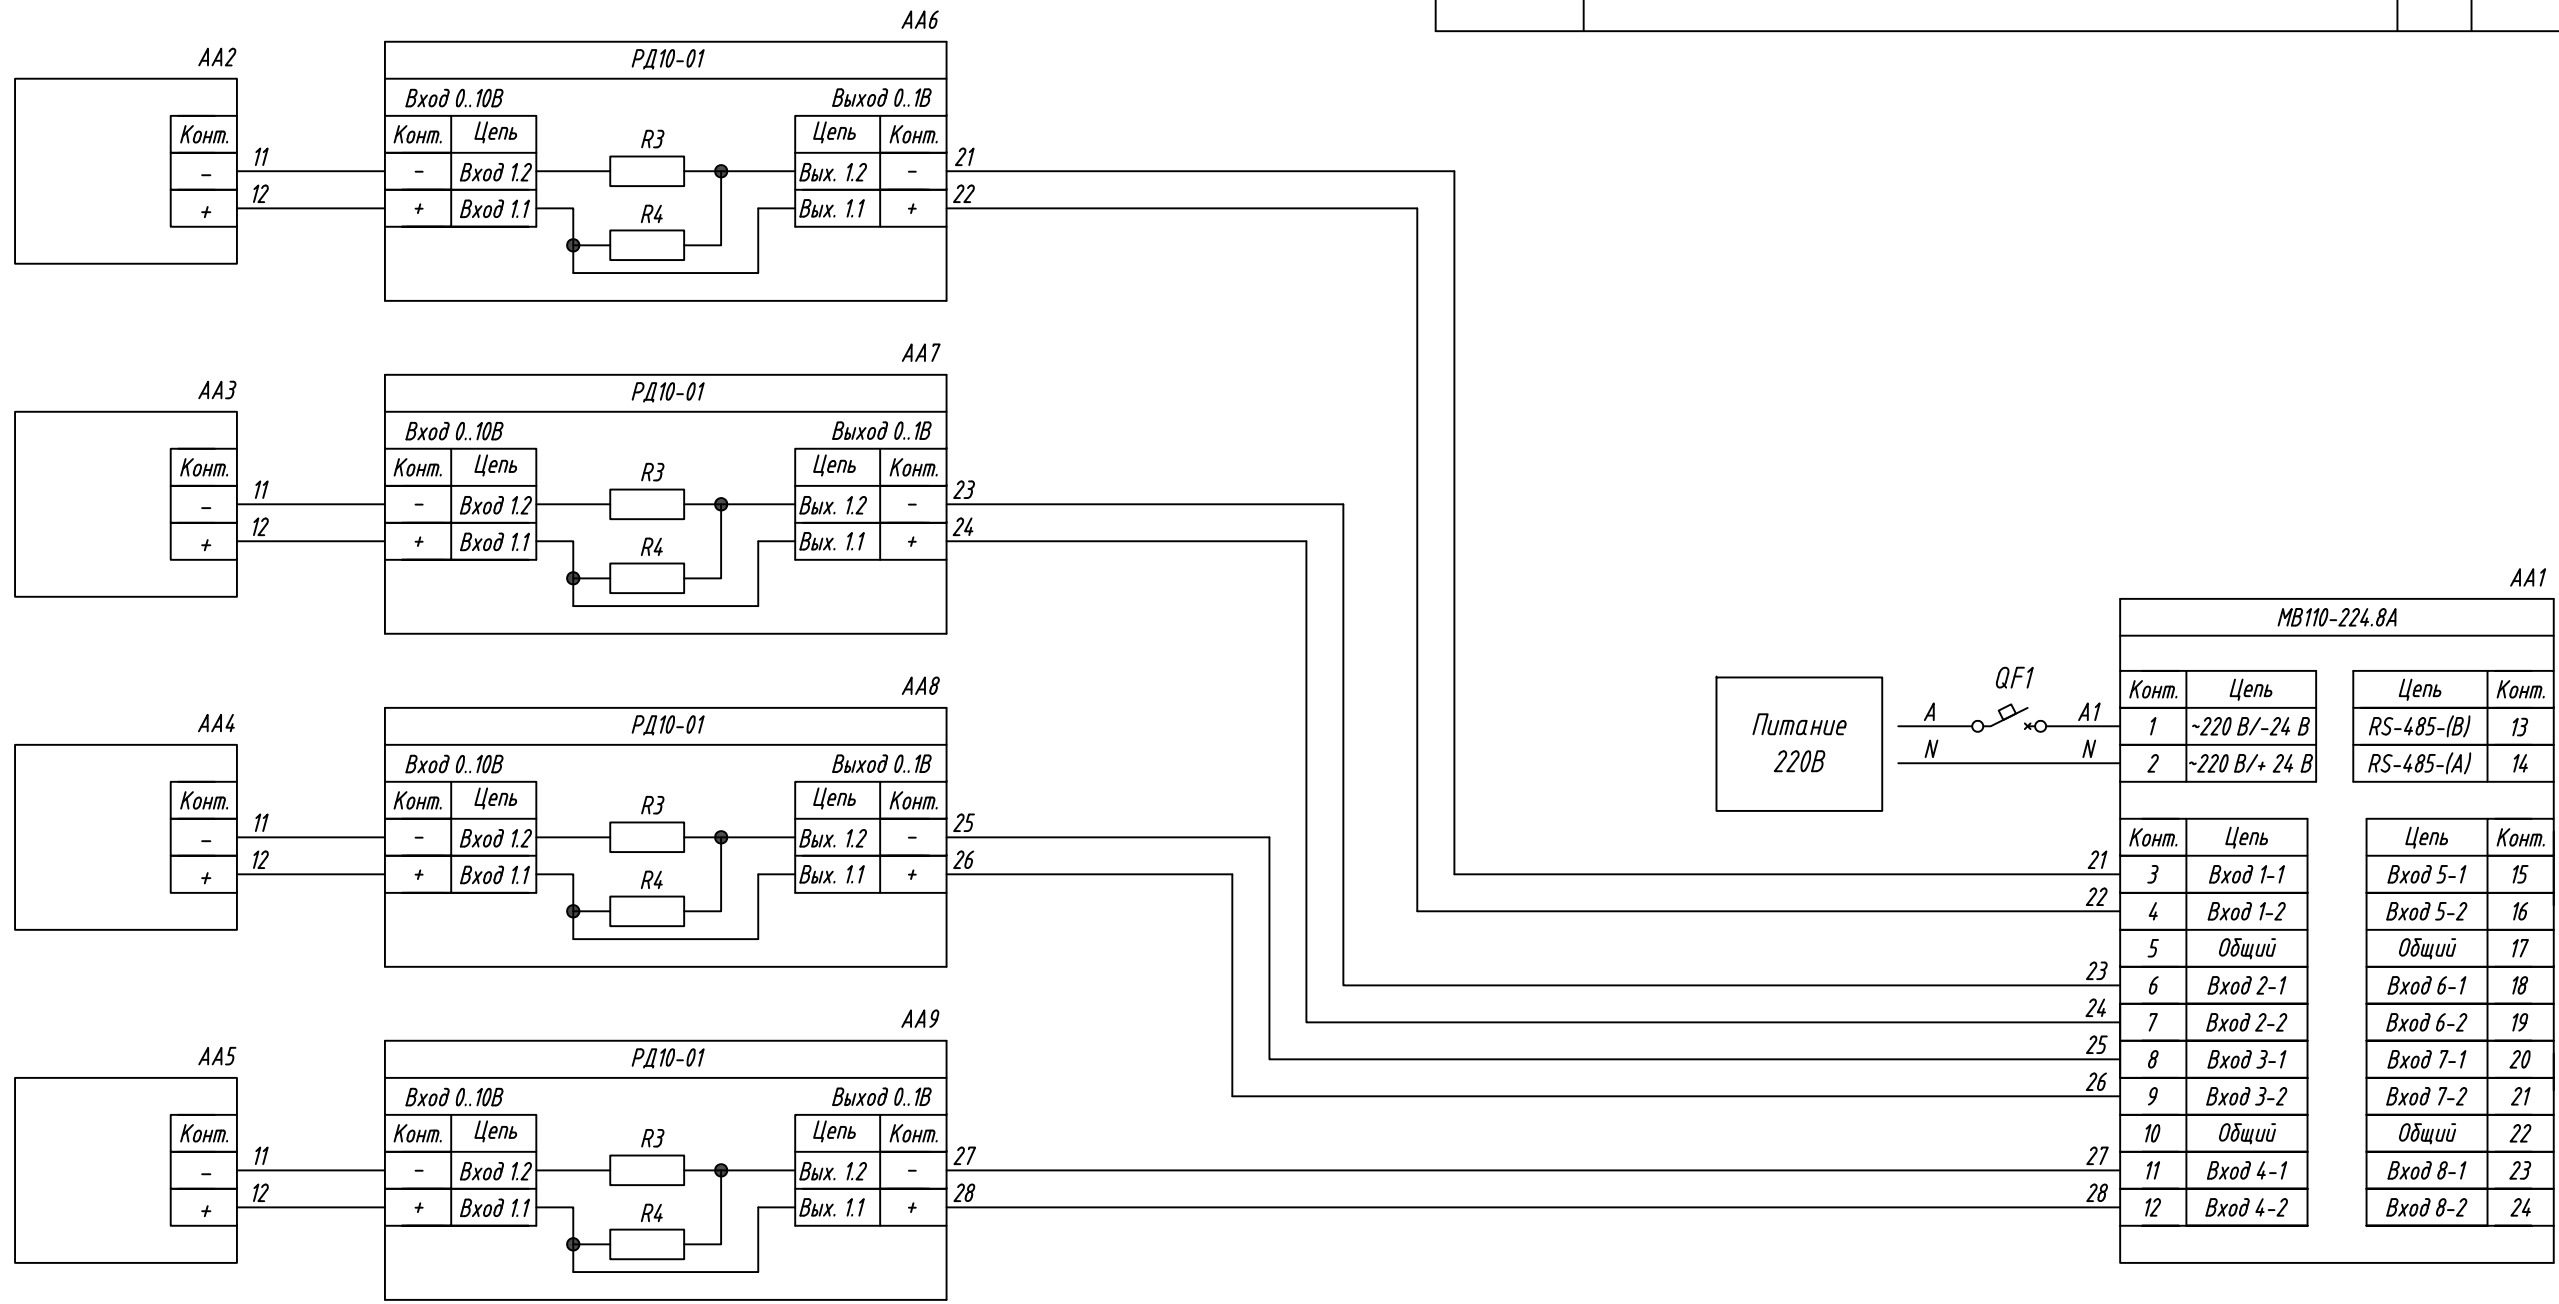 AA2
Конт.
-
+
11
12
AA6
РД10-01
Вход 0..10В
Выход 0..1В
Конт. Цепь
- Вход 1.2
+ Вход 1.1
R3
R4
Цепь Конт.
Вых. 1.2 -
Вых. 1.1 +
21
22
AA3
Конт.
-
+
11
12
AA7
РД10-01
Вход 0..10В
Выход 0..1В
Конт. Цепь
- Вход 1.2
+ Вход 1.1
R3
R4
Цепь Конт.
Вых. 1.2 -
Вых. 1.1 +
23
24
AA4
Конт.
-
+
11
12
AA8
РД10-01
Вход 0..10В
Выход 0..1В
Конт. Цепь
- Вход 1.2
+ Вход 1.1
R3
R4
Цепь Конт.
Вых. 1.2 -
Вых. 1.1 +
25
26
AA5
Конт.
-
+
11
12
AA9
РД10-01
Вход 0..10В
Выход 0..1В
Конт. Цепь
- Вход 1.2
+ Вход 1.1
R3
R4
Цепь Конт.
Вых. 1.2 -
Вых. 1.1 +
27
28
Питание
220В
QF1
A A1
N N
21
22
23
24
25
26
27
28
AA1
МВ110-224.8А
Конт. Цепь Цепь Конт.
1 ~220 В/-24 В RS-485-(B) 13
2 ~220 В/+ 24 В RS-485-(A) 14
Конт. Цепь Цепь Конт.
3 Вход 1-1 Вход 5-1 15
4 Вход 1-2 Вход 5-2 16
5 Общий Общий 17
6 Вход 2-1 Вход 6-1 18
7 Вход 2-2 Вход 6-2 19
8 Вход 3-1 Вход 7-1 20
9 Вход 3-2 Вход 7-2 21
10 Общий Общий 22
11 Вход 4-1 Вход 8-1 23
12 Вход 4-2 Вход 8-2 24